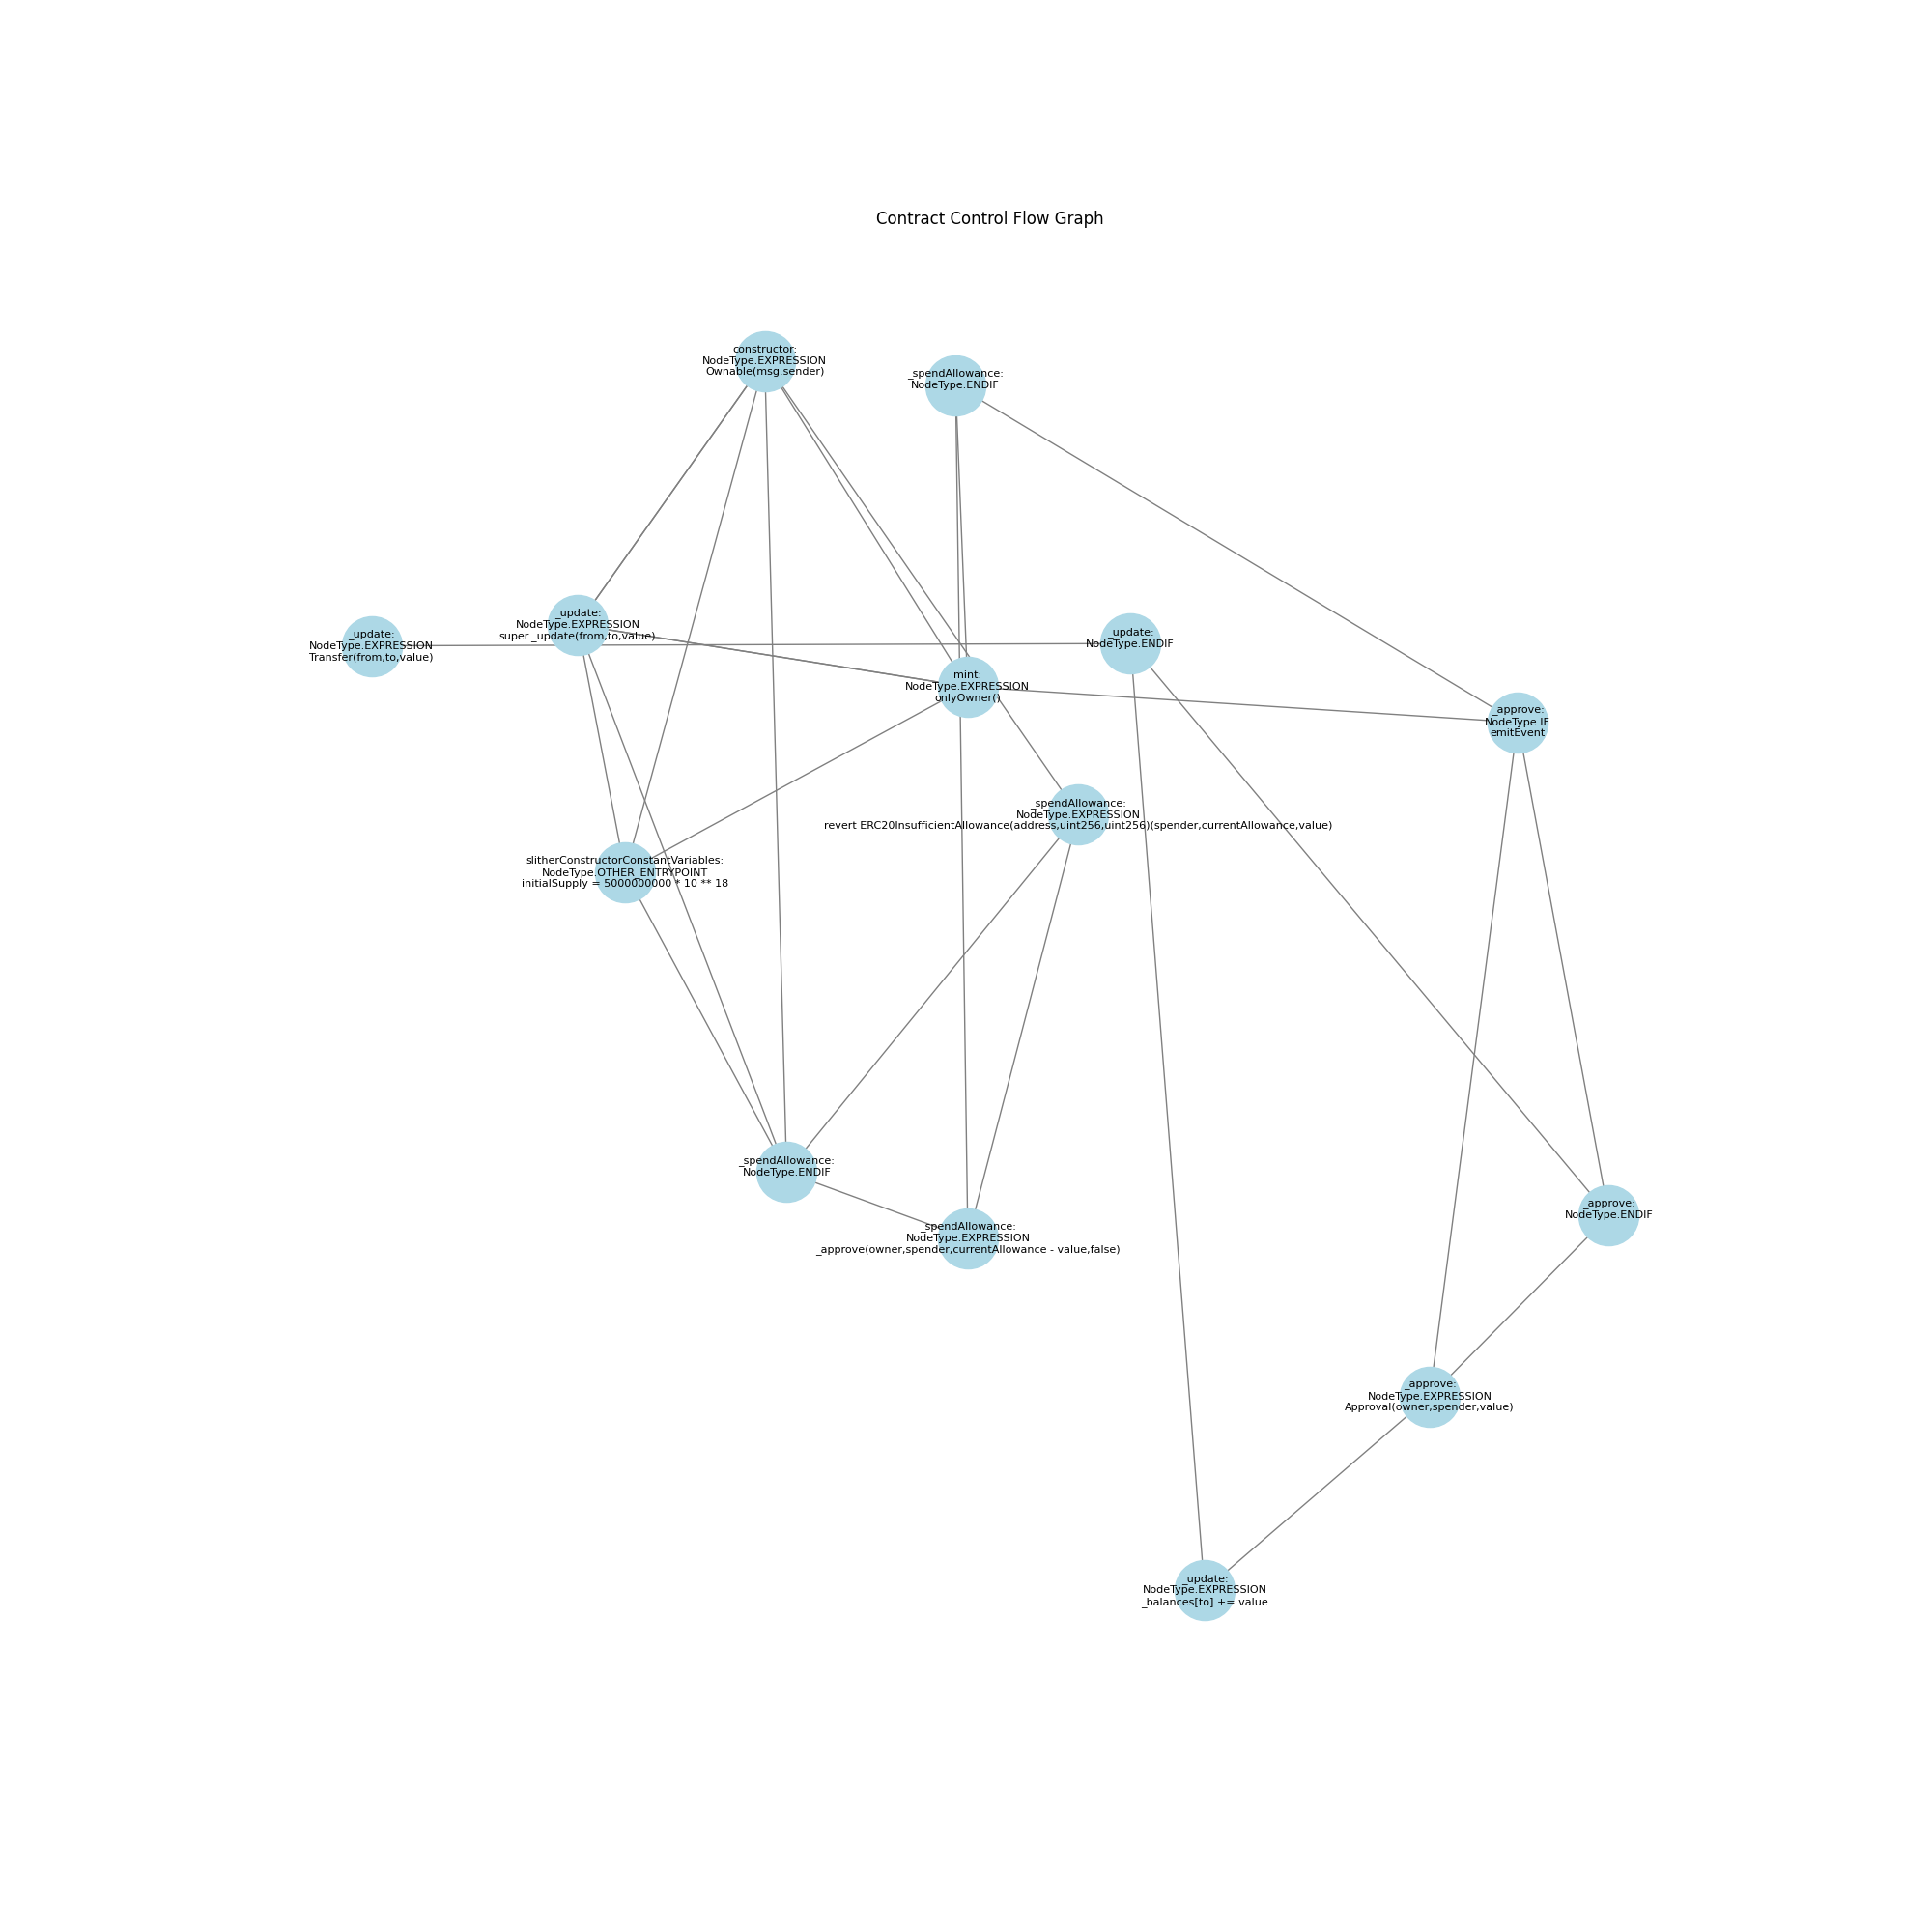 Contract Control Flow Graph
constructor:
NodeType.EXPRESSION
Ownable(msg.sender)
_spendAllowance:
NodeType.ENDIF
_update:
NodeType.EXPRESSION
super._update(from,to,value)
_update:
NodeType.EXPRESSION
Transfer(from,to,value)
_update:
NodeType.ENDIF
mint:
NodeType.EXPRESSION
onlyOwner()
_approve:
NodeType.IF
emitEvent
_spendAllowance:
NodeType.EXPRESSION
revert ERC20InsufficientAllowance(address,uint256,uint256)(spender,currentAllowance,value)
slitherConstructorConstantVariables:
NodeType.OTHER_ENTRYPOINT
initialSupply = 5000000000 * 10 ** 18
_spendAllowance:
NodeType.ENDIF
_spendAllowance:
NodeType.EXPRESSION
_approve(owner,spender,currentAllowance - value,false)
_approve:
NodeType.ENDIF
_approve:
NodeType.EXPRESSION
Approval(owner,spender,value)
_update:
NodeType.EXPRESSION
_balances[to] += value